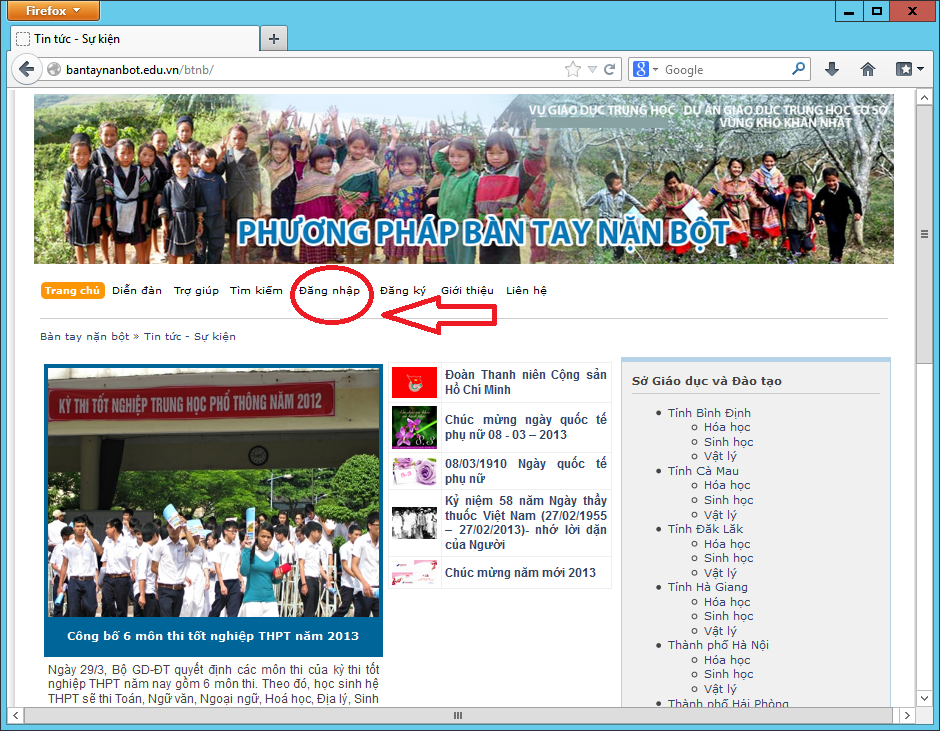 Firefox
Tin tức - Sự kiện
bantaynanbot.edu.vn/btnb/
Google
VỤ GIÁO DỤC TRUNG HỌC DỰ ÁN GIÁO DỤC TRUNG HỌC CƠ SỞ
VÙNG KHÓ KHĂN NHẤT
PHƯƠNG PHÁP BÀN TAY NẶN BỘT
Trang chủ Diễn đàn Trợ giúp Tìm kiếm Đăng nhập Đăng ký Giới thiệu Liên hệ
Bàn tay nặn bột » Tin tức - Sự kiện
KỲ THI TỐT NGHIỆP TRUNG HỌC PHỔ THÔNG NĂM 2012
Công bố 6 môn thi tốt nghiệp THPT năm 2013
Ngày 29/3, Bộ GD-ĐT quyết định các môn thi của kỳ thi tốt
nghiệp THPT năm nay gồm 6 môn thi. Theo đó, học sinh hệ
THPT sẽ thi Toán, Ngữ văn, Ngoại ngữ, Hoá học, Địa lý, Sinh
Đoàn Thanh niên Cộng sản
Hồ Chí Minh
8.3
Chúc mừng ngày quốc tế
phụ nữ 08 - 03 – 2013
08/03/1910 Ngày quốc tế
phụ nữ
Kỷ niệm 58 năm Ngày thầy
thuốc Việt Nam (27/02/1955
– 27/02/2013)- nhớ lời dặn
của Người
Chúc mừng năm mới 2013
Sở Giáo dục và Đào tạo
Tỉnh Bình Định
Hóa học
Sinh học
Vật lý
Tỉnh Cà Mau
Hóa học
Sinh học
Vật lý
Tỉnh Đăk Lăk
Hóa học
Sinh học
Vật lý
Tỉnh Hà Giang
Hóa học
Sinh học
Vật lý
Thành phố Hà Nội
Hóa học
Sinh học
Vật lý
Thành phố Hải Phòng